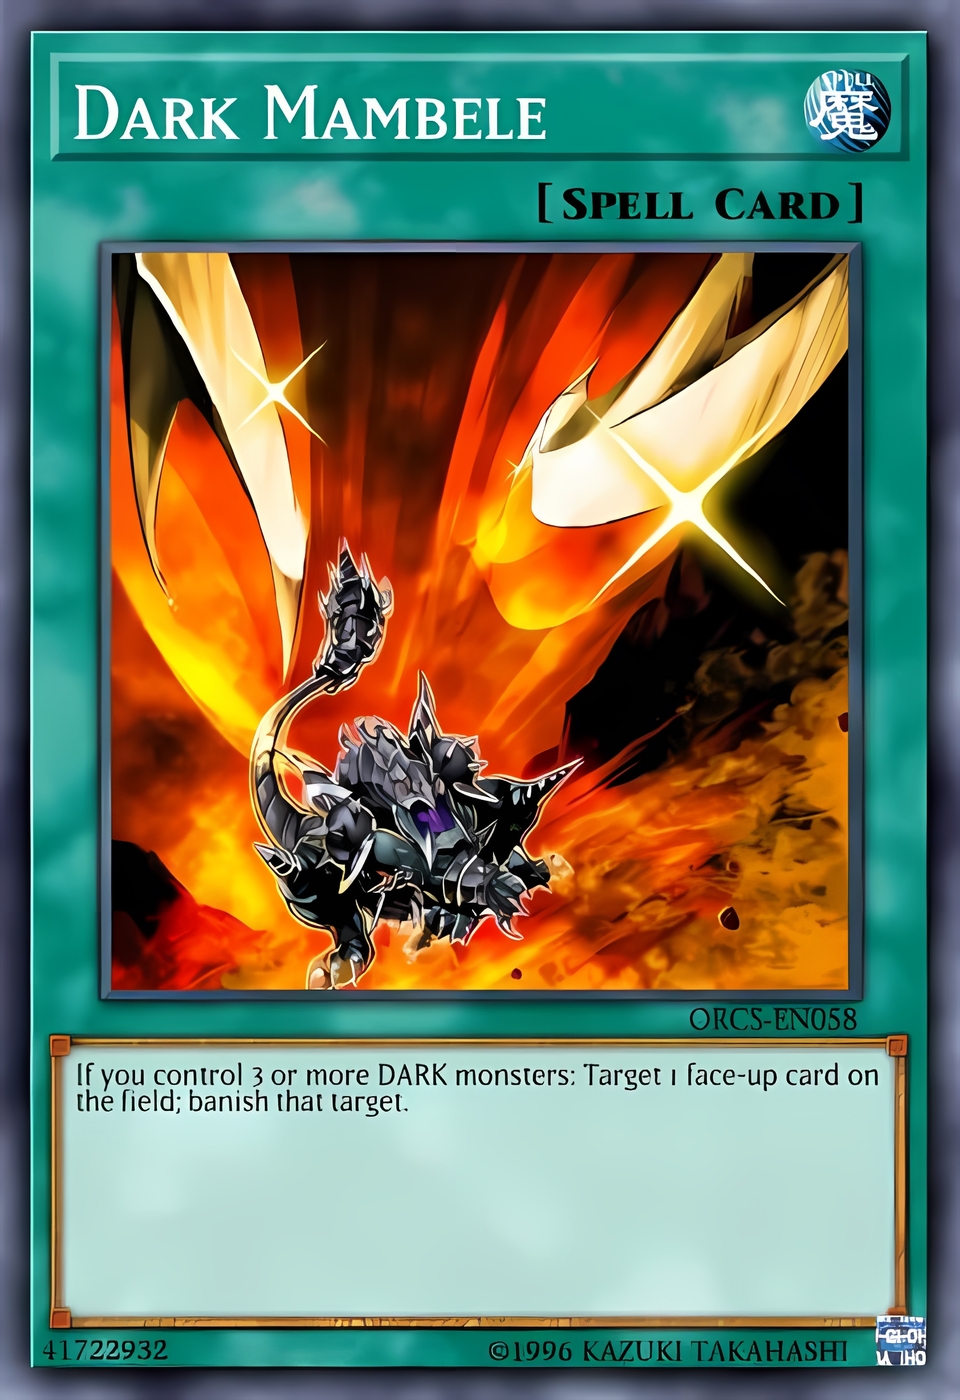 DARK MAMBELE
魔
[SPELL CARD]
ORCS-EN058
If you control 3 or more DARK monsters: Target 1 face-up card on
the field; banish that target.
41722932
©1996 KAZUKI TAKAHASHI